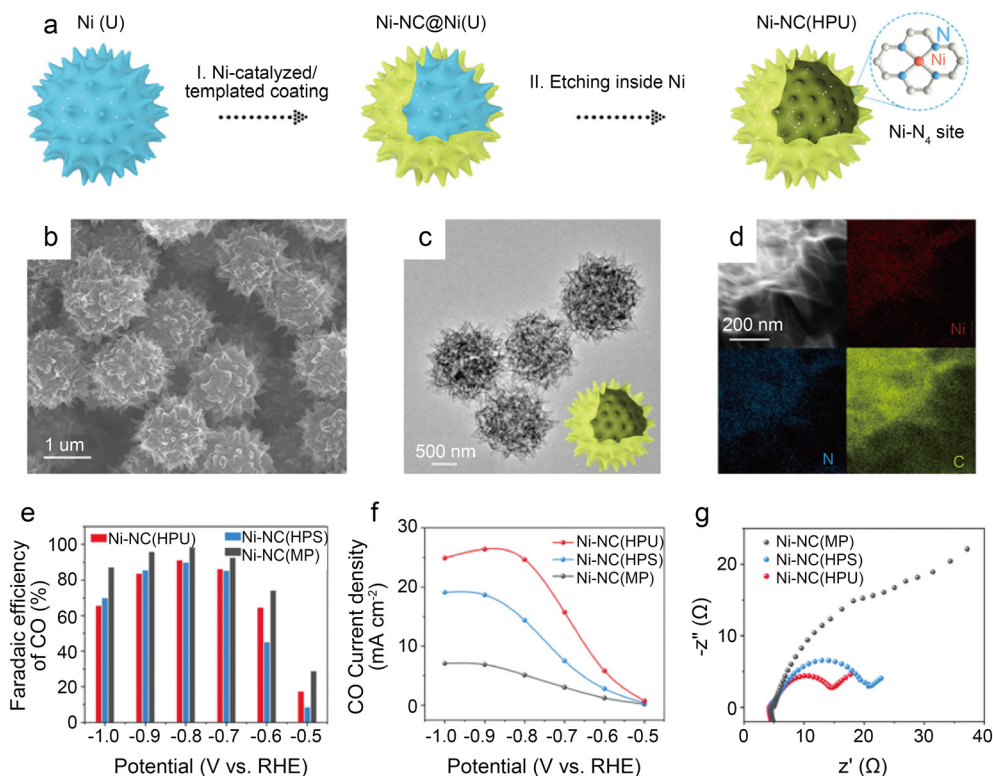 a
Ni (U)
I. Ni-catalyzed/
templated coating
Ni-NC@Ni(U)
II. Etching inside Ni
Ni-NC(HPU)
N
Ni
Ni-N₄ site
b
1 um
c
500 nm
d
200 nm
Ni
N
C
e
Faradaic efficiency
of CO (%)
100
80
60
40
20
0
Ni-NC(HPU)
Ni-NC(HPS)
Ni-NC(MP)
-1.0 -0.9 -0.8 -0.7 -0.6 -0.5
Potential (V vs. RHE)
f
CO Current density
(mA cm⁻²)
30
20
10
0
Ni-NC(HPU)
Ni-NC(HPS)
Ni-NC(MP)
-1.0 -0.9 -0.8 -0.7 -0.6 -0.5
Potential (V vs. RHE)
g
-z'' (Ω)
20
10
0
Ni-NC(MP)
Ni-NC(HPS)
Ni-NC(HPU)
0 10 20 30 40
z' (Ω)